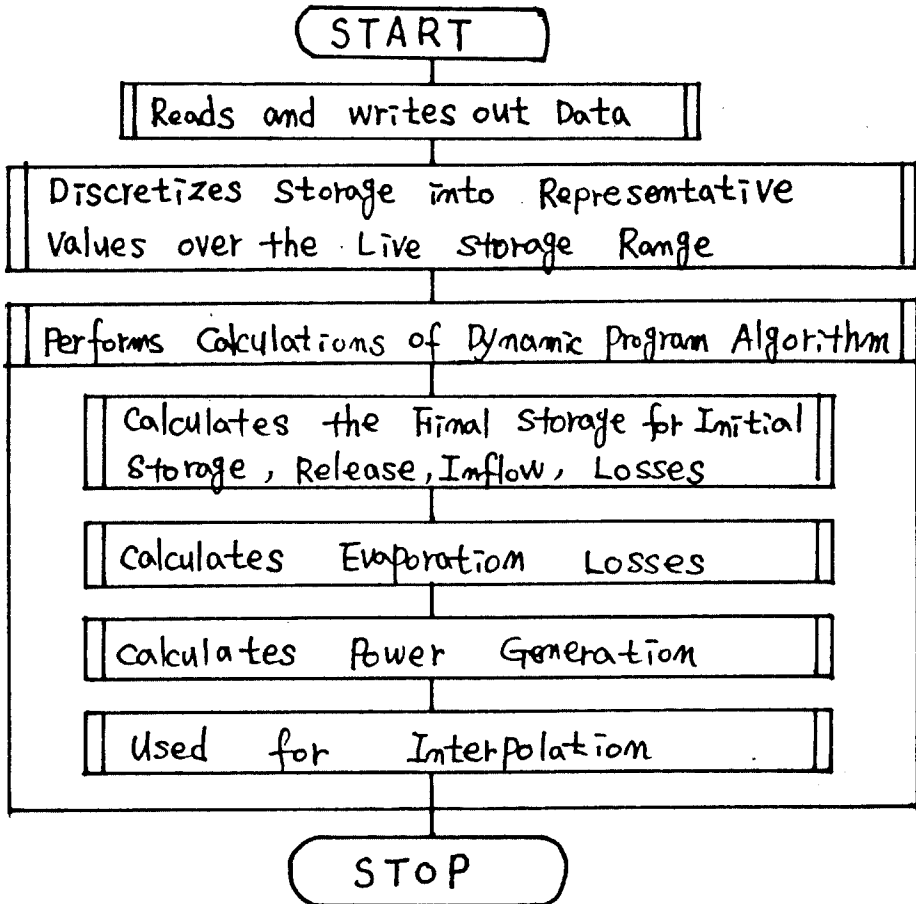 START
Reads and writes out Data
Discretizes Storage into Representative
Values over the Live Storage Range
Performs Calculations of Dynamic Program Algorithm
Calculates the Final Storage for Initial
Storage, Release, Inflow, Losses
Calculates Evaporation Losses
Calculates Power Generation
Used for Interpolation
STOP